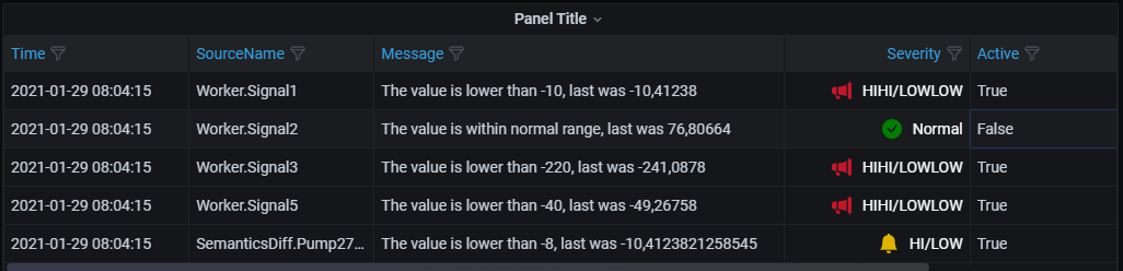 Panel Title
Time SourceName Message Severity Active
2021-01-29 08:04:15 Worker.Signal1 The value is lower than -10, last was -10,41238 HIHI/LOWLOW True
2021-01-29 08:04:15 Worker.Signal2 The value is within normal range, last was 76,80664 Normal False
2021-01-29 08:04:15 Worker.Signal3 The value is lower than -220, last was -241,0878 HIHI/LOWLOW True
2021-01-29 08:04:15 Worker.Signal5 The value is lower than -40, last was -49,26758 HIHI/LOWLOW True
2021-01-29 08:04:15 SemanticsDiff.Pump27... The value is lower than -8, last was -10,4123821258545 HI/LOW True